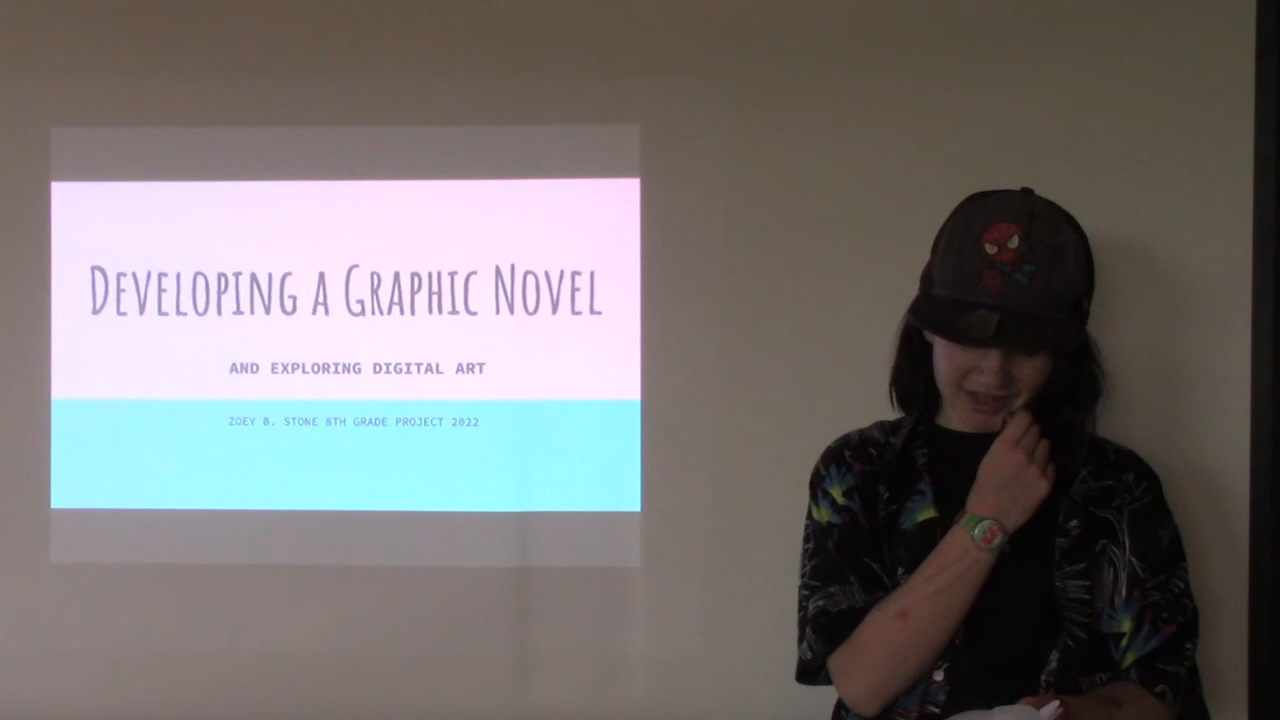 DEVELOPING A GRAPHIC NOVEL
AND EXPLORING DIGITAL ART
ZOEY B. STONE 8TH GRADE PROJECT 2022